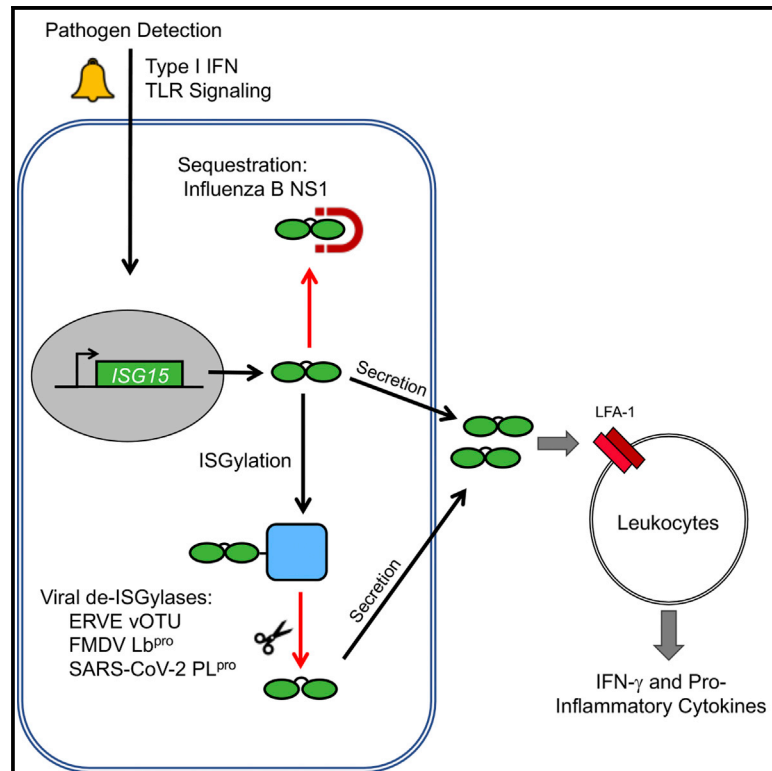 Pathogen Detection
Type I IFN
TLR Signaling
Sequestration:
Influenza B NS1
ISG15
Secretion
ISGylation
LFA-1
Leukocytes
Secretion
Viral de-ISGylases:
ERVE vOTU
FMDV Lbᵖʳᵒ
SARS-CoV-2 PLᵖʳᵒ
IFN-γ and Pro-
Inflammatory Cytokines